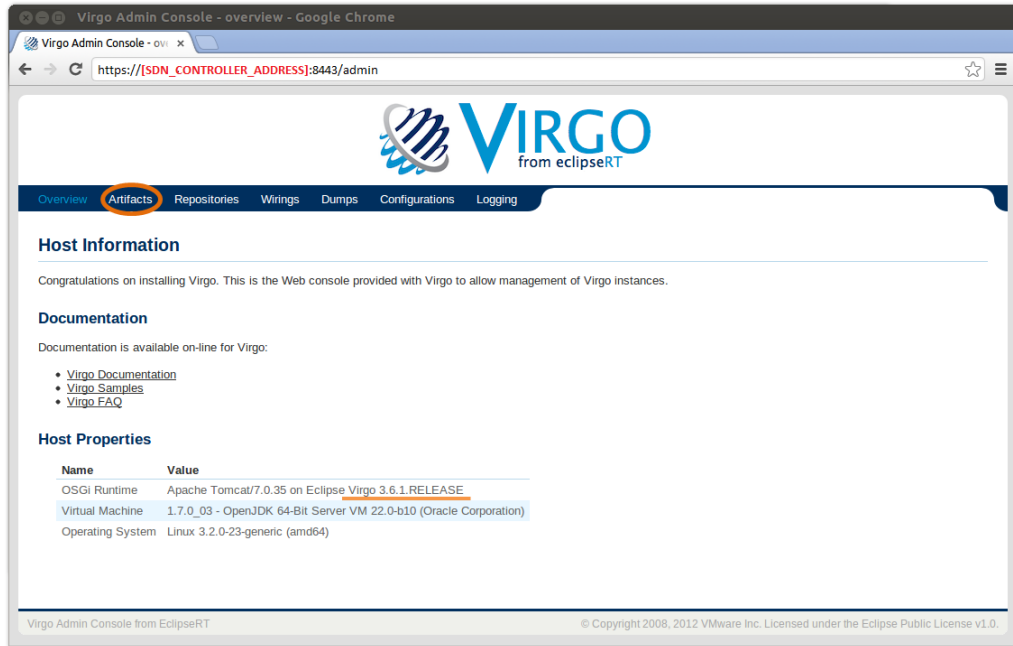 Virgo Admin Console - overview - Google Chrome
Virgo Admin Console - ov
https://[SDN_CONTROLLER_ADDRESS]:8443/admin
VIRGO
from eclipseRT
Overview Artifacts Repositories Wirings Dumps Configurations Logging
Host Information
Congratulations on installing Virgo. This is the Web console provided with Virgo to allow management of Virgo instances.
Documentation
Documentation is available on-line for Virgo:
Virgo Documentation
Virgo Samples
Virgo FAQ
Host Properties
Name Value
OSGi Runtime Apache Tomcat/7.0.35 on Eclipse Virgo 3.6.1.RELEASE
Virtual Machine 1.7.0_03 - OpenJDK 64-Bit Server VM 22.0-b10 (Oracle Corporation)
Operating System Linux 3.2.0-23-generic (amd64)
Virgo Admin Console from EclipseRT © Copyright 2008, 2012 VMware Inc. Licensed under the Eclipse Public License v1.0.